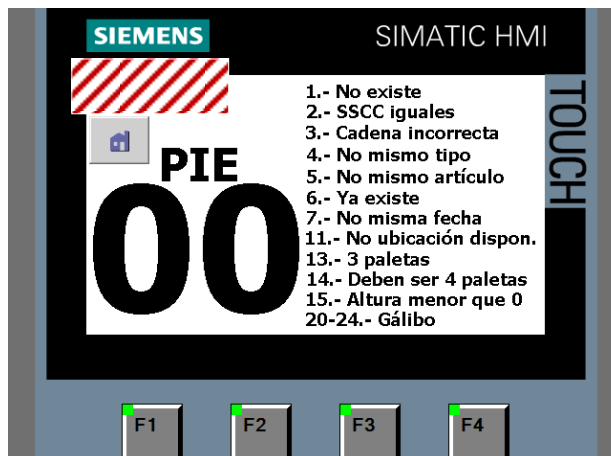 SIEMENS
SIMATIC HMI
TOUCH
PIE
00
1.- No existe
2.- SSCC iguales
3.- Cadena incorrecta
4.- No mismo tipo
5.- No mismo artículo
6.- Ya existe
7.- No misma fecha
11.- No ubicación dispon.
13.- 3 paletas
14.- Deben ser 4 paletas
15.- Altura menor que 0
20-24.- Gálibo
F1
F2
F3
F4